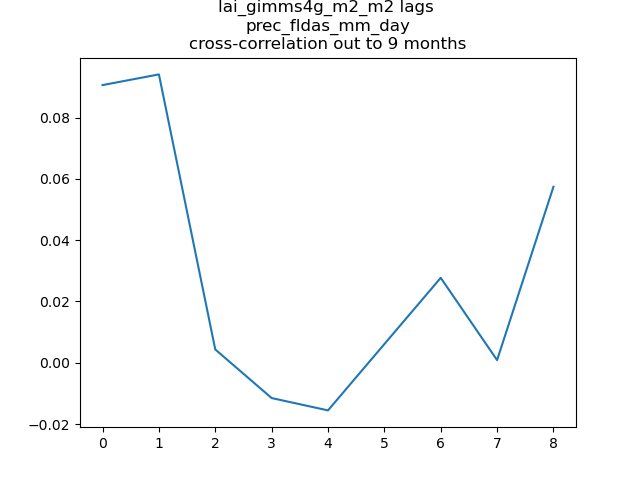 lai_gimms4g_m2_m2 lags
prec_fldas_mm_day
cross-correlation out to 9 months
0.08
0.06
0.04
0.02
0.00
−0.02
0 1 2 3 4 5 6 7 8